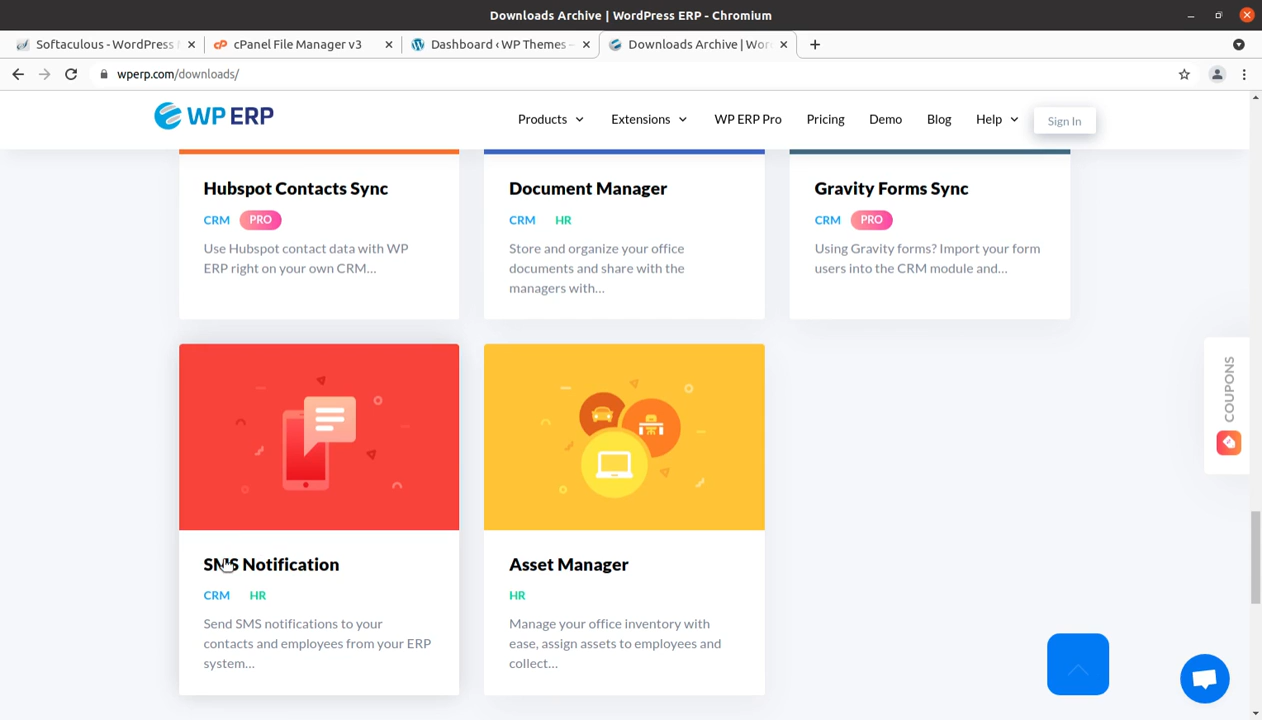 Downloads Archive | WordPress ERP - Chromium
Softaculous - WordPress
cPanel File Manager v3
Dashboard ‹ WP Themes –
Downloads Archive | Wor
wperp.com/downloads/
WP ERP
Products
Extensions
WP ERP Pro
Pricing
Demo
Blog
Help
Sign In
Hubspot Contacts Sync
CRM PRO
Use Hubspot contact data with WP
ERP right on your own CRM...
Document Manager
CRM HR
Store and organize your office
documents and share with the
managers with...
Gravity Forms Sync
CRM PRO
Using Gravity forms? Import your form
users into the CRM module and...
COUPONS
SMS Notification
CRM HR
Send SMS notifications to your
contacts and employees from your ERP
system...
Asset Manager
HR
Manage your office inventory with
ease, assign assets to employees and
collect...